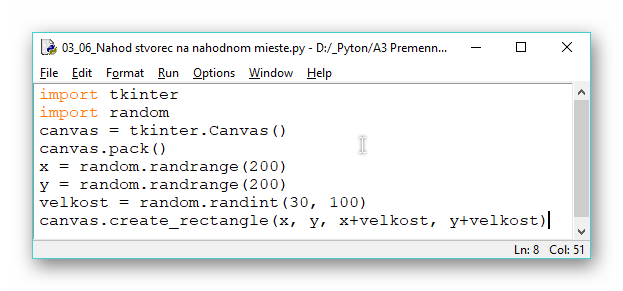 03_06_Nahod stvorec na nahodnom mieste.py - D:/_Pyton/A3 Premenn...
File Edit Format Run Options Window Help
import tkinter
import random
canvas = tkinter.Canvas()
canvas.pack()
x = random.randrange(200)
y = random.randrange(200)
velkost = random.randint(30, 100)
canvas.create_rectangle(x, y, x+velkost, y+velkost)
Ln: 8 Col: 51